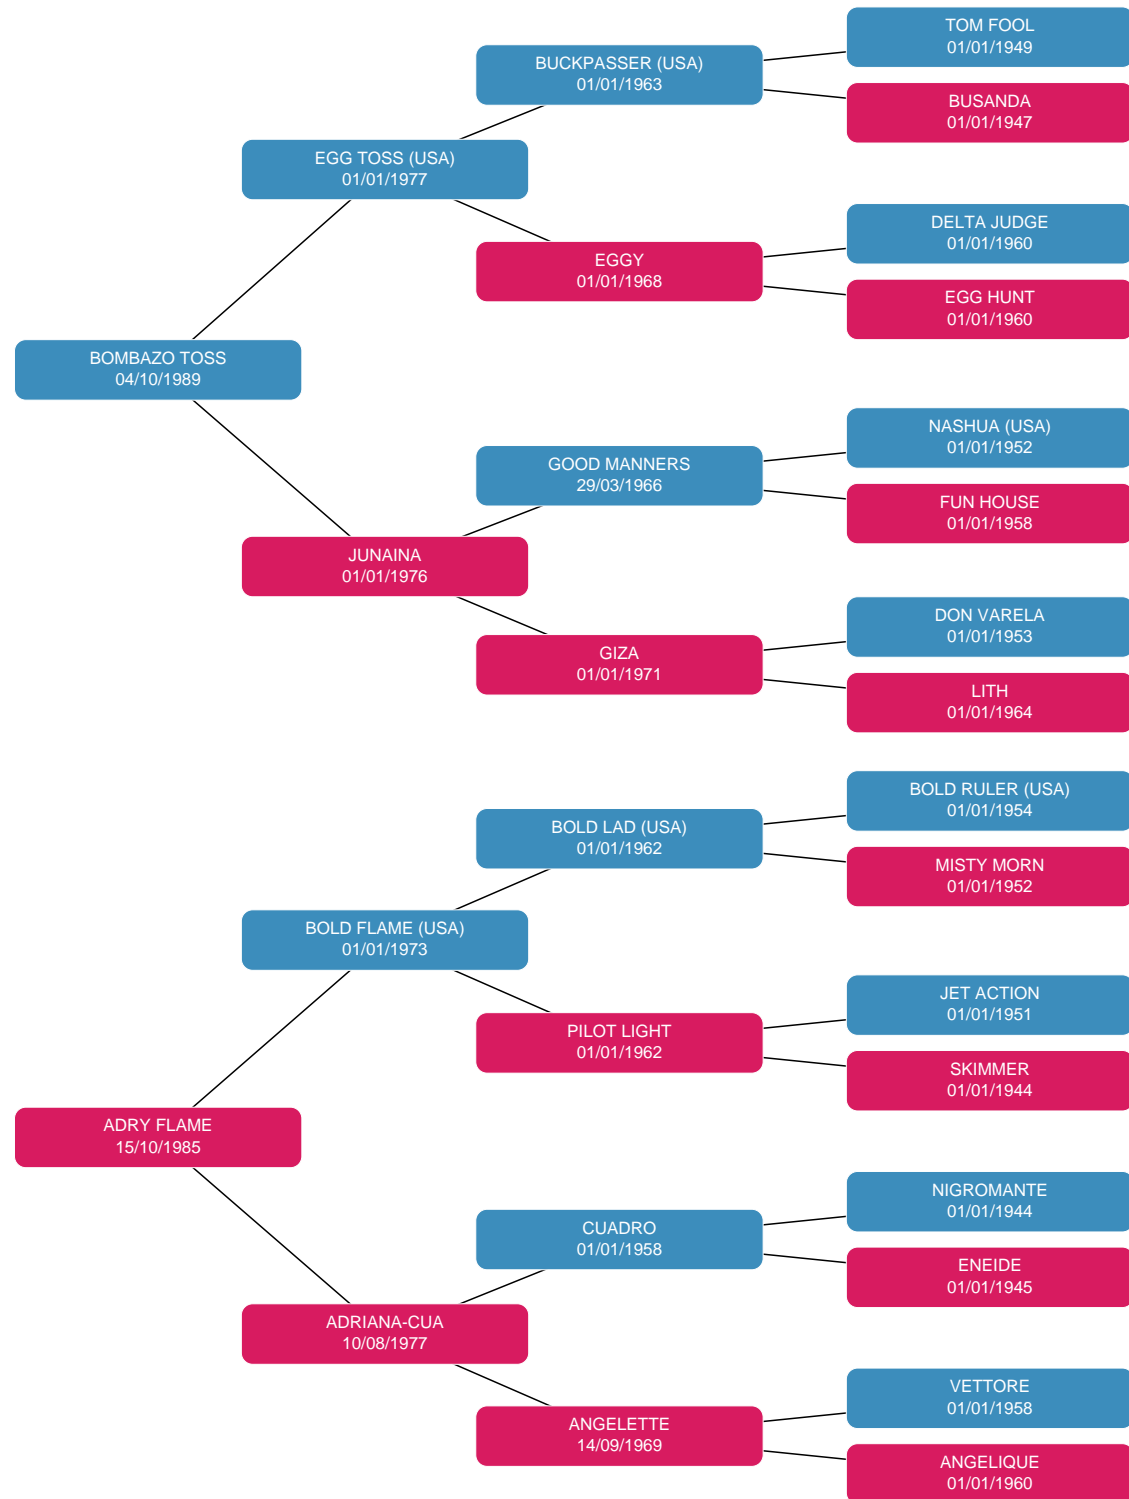 TOM FOOL
01/01/1949
BUCKPASSER (USA)
01/01/1963
BUSANDA
01/01/1947
EGG TOSS (USA)
01/01/1977
DELTA JUDGE
01/01/1960
EGGY
01/01/1968
EGG HUNT
01/01/1960
BOMBAZO TOSS
04/10/1989
NASHUA (USA)
01/01/1952
GOOD MANNERS
29/03/1966
FUN HOUSE
01/01/1958
JUNAINA
01/01/1976
DON VARELA
01/01/1953
GIZA
01/01/1971
LITH
01/01/1964
BOLD RULER (USA)
01/01/1954
BOLD LAD (USA)
01/01/1962
MISTY MORN
01/01/1952
BOLD FLAME (USA)
01/01/1973
JET ACTION
01/01/1951
PILOT LIGHT
01/01/1962
SKIMMER
01/01/1944
ADRY FLAME
15/10/1985
NIGROMANTE
01/01/1944
CUADRO
01/01/1958
ENEIDE
01/01/1945
ADRIANA-CUA
10/08/1977
VETTORE
01/01/1958
ANGELETTE
14/09/1969
ANGELIQUE
01/01/1960